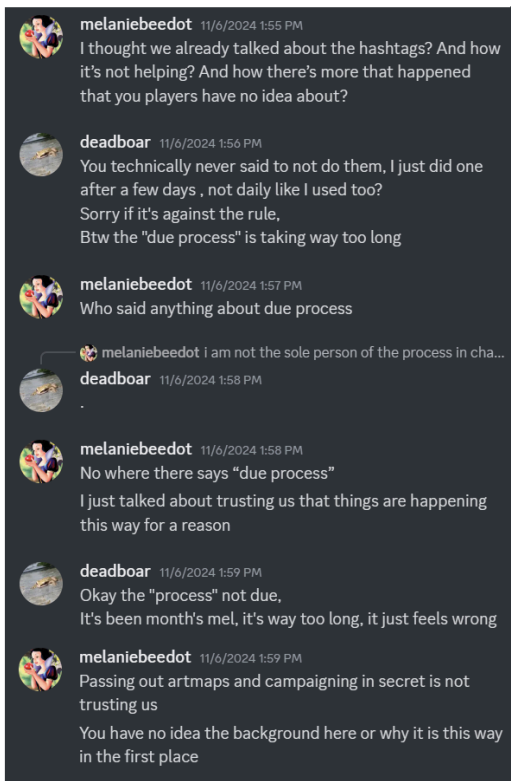 melaniebeedot 11/6/2024 1:55 PM
I thought we already talked about the hashtags? And how
it’s not helping? And how there’s more that happened
that you players have no idea about?
deadboar 11/6/2024 1:56 PM
You technically never said to not do them, I just did one
after a few days , not daily like I used too?
Sorry if it's against the rule,
Btw the "due process" is taking way too long
melaniebeedot 11/6/2024 1:57 PM
Who said anything about due process
melaniebeedot i am not the sole person of the process in cha...
deadboar 11/6/2024 1:58 PM
.
melaniebeedot 11/6/2024 1:58 PM
No where there says “due process”
I just talked about trusting us that things are happening
this way for a reason
deadboar 11/6/2024 1:59 PM
Okay the "process" not due,
It's been month's mel, it's way too long, it just feels wrong
melaniebeedot 11/6/2024 1:59 PM
Passing out artmaps and campaigning in secret is not
trusting us
You have no idea the background here or why it is this way
in the first place